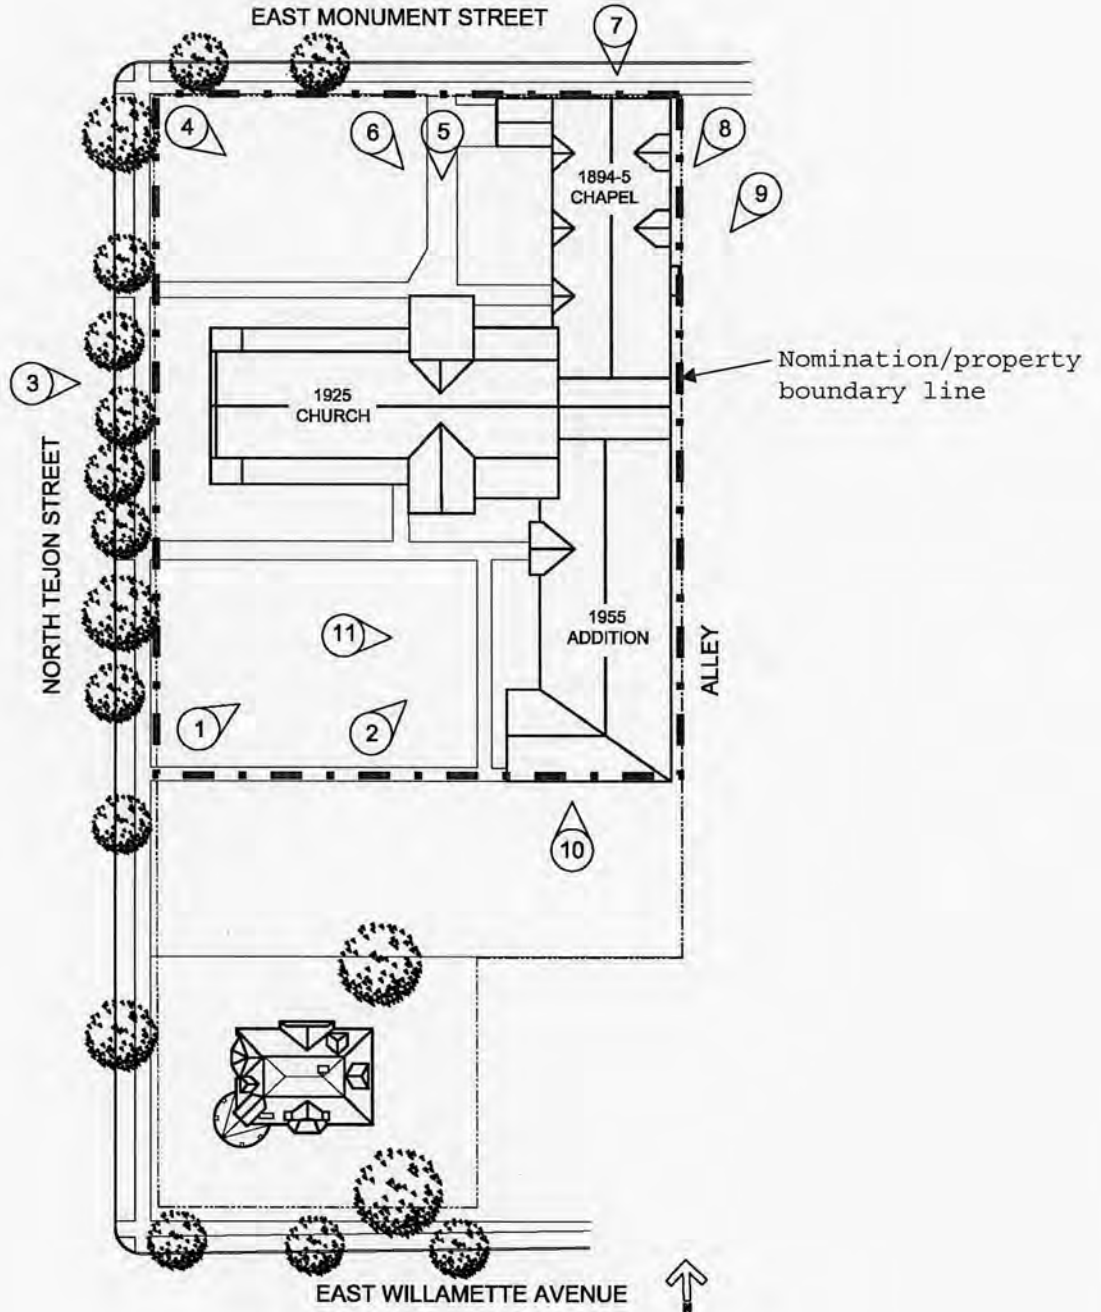 EAST MONUMENT STREET
7
4
6
5
8
1894-5
CHAPEL
9
3
1925
CHURCH
Nomination/property
boundary line
NORTH TEJON STREET
11
1955
ADDITION
ALLEY
1
2
10
EAST WILLAMETTE AVENUE
N